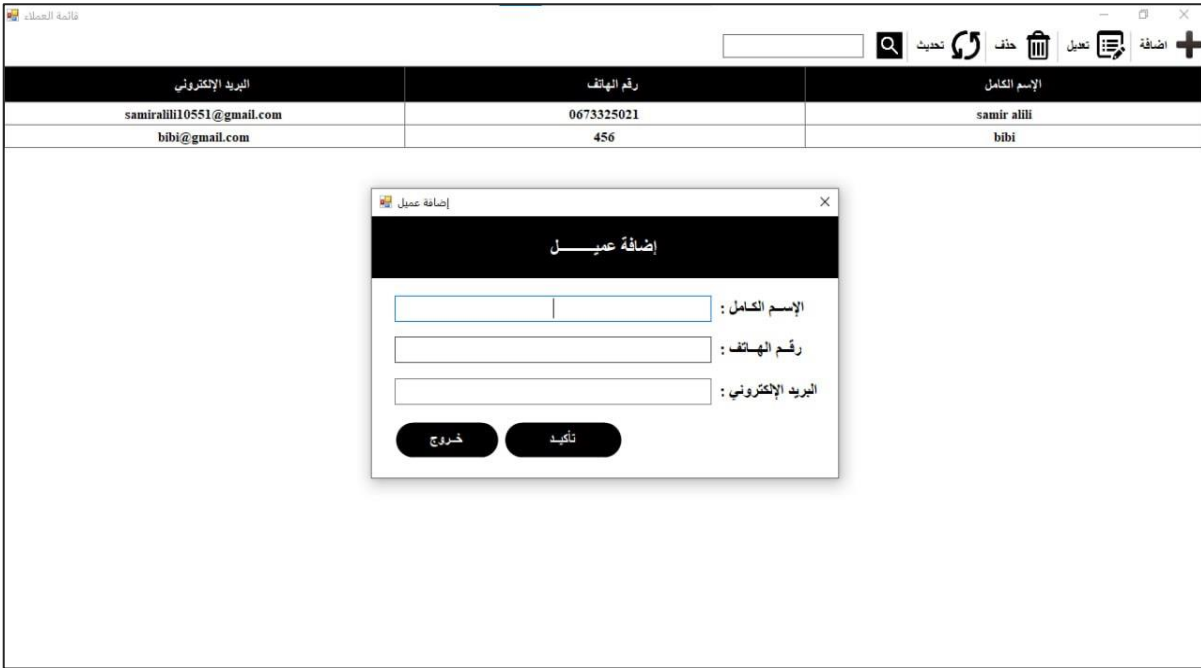 قائمة العملاء
اضافة تعديل حذف تحديث
الإسم الكامل رقم الهاتف البريد الإلكتروني
samir alili 0673325021 samiralili10551@gmail.com
bibi 456 bibi@gmail.com
إضافة عميل
إضافة عميـــــــل
الإســم الكـامل :
رقــم الهــاتف :
البريد الإلكتروني :
تأكيـد خـروج